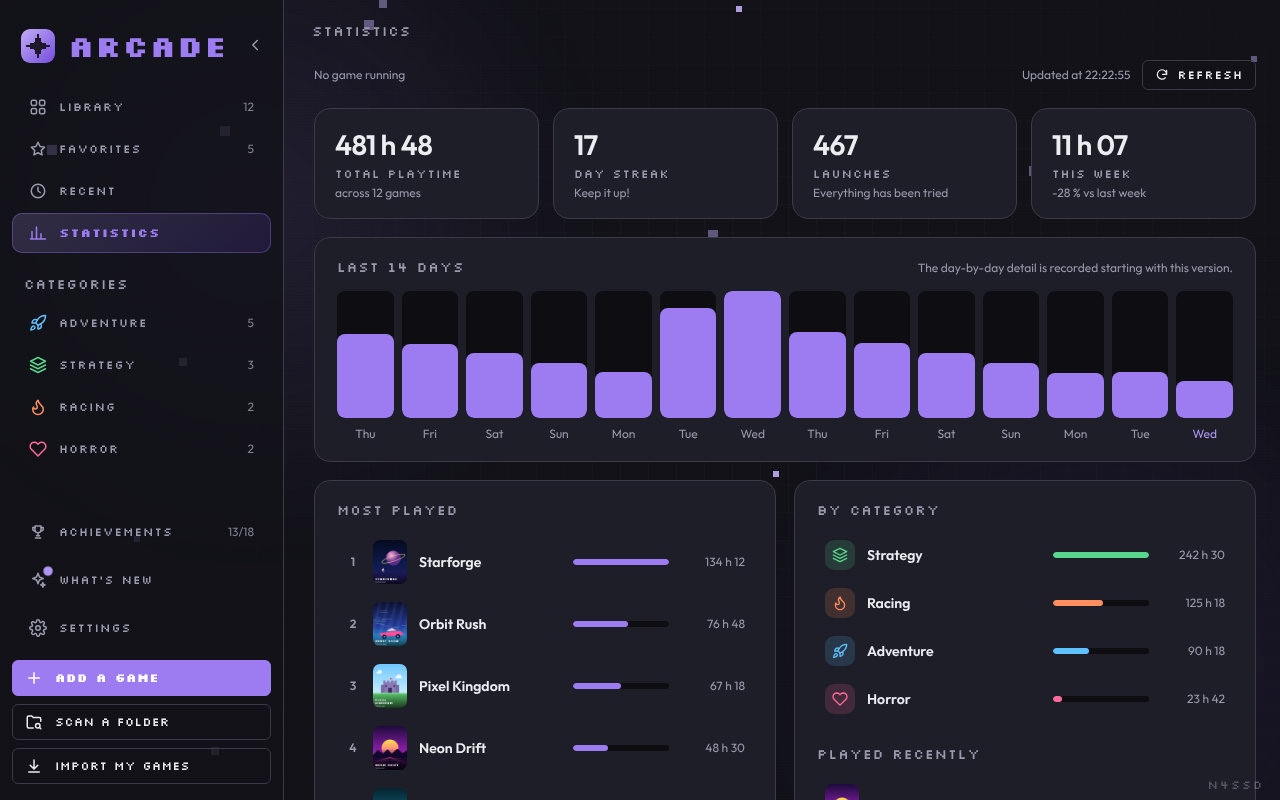 ARCADE
LIBRARY 12
FAVORITES 5
RECENT
STATISTICS
CATEGORIES
ADVENTURE 5
STRATEGY 3
RACING 2
HORROR 2
ACHIEVEMENTS 13/18
WHAT'S NEW
SETTINGS
ADD A GAME
SCAN A FOLDER
IMPORT MY GAMES
STATISTICS
No game running
Updated at 22:22:55
REFRESH
481 h 48
TOTAL PLAYTIME
across 12 games
17
DAY STREAK
Keep it up!
467
LAUNCHES
Everything has been tried
11 h 07
THIS WEEK
-28 % vs last week
LAST 14 DAYS
The day-by-day detail is recorded starting with this version.
Thu Fri Sat Sun Mon Tue Wed Thu Fri Sat Sun Mon Tue Wed
MOST PLAYED
1 Starforge 134 h 12
2 Orbit Rush 76 h 48
3 Pixel Kingdom 67 h 18
4 Neon Drift 48 h 30
BY CATEGORY
Strategy 242 h 30
Racing 125 h 18
Adventure 90 h 18
Horror 23 h 42
PLAYED RECENTLY
N4SSD